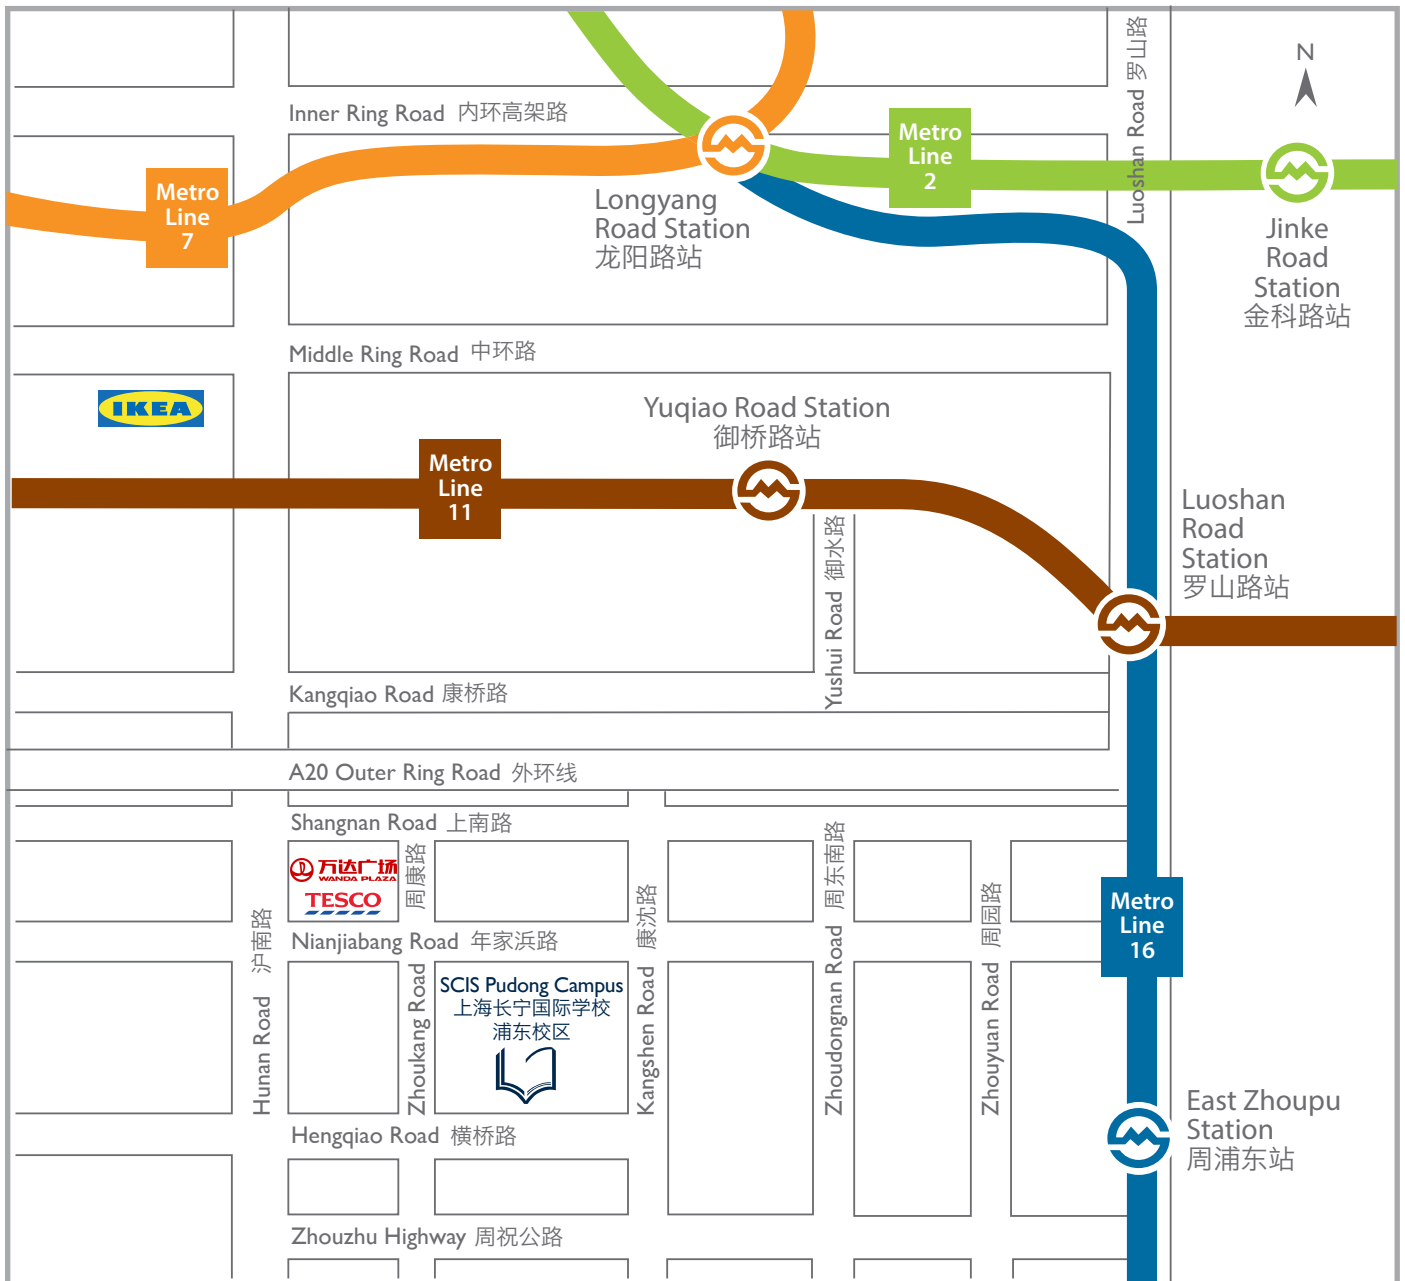 Luoshan Road 罗山路
N
Inner Ring Road 内环高架路
Metro
Line
2
Metro
Line
7
Longyang
Road Station
龙阳路站
Jinke
Road
Station
金科路站
Middle Ring Road 中环路
IKEA
Yuqiao Road Station
御桥路站
Metro
Line
11
Luoshan
Road
Station
罗山路站
Yushui Road 御水路
Kangqiao Road 康桥路
A20 Outer Ring Road 外环线
Shangnan Road 上南路
万达广场
WANDA PLAZA
TESCO
Zhoukang Road 周康路
Nianjiabang Road 年家浜路
Hunan Road 沪南路
SCIS Pudong Campus
上海长宁国际学校
浦东校区
Kangshen Road 康沈路
Zhoudongnan Road 周东南路
Zhouyuan Road 周园路
Metro
Line
16
East Zhoupu
Station
周浦东站
Hengqiao Road 横桥路
Zhouzhu Highway 周祝公路